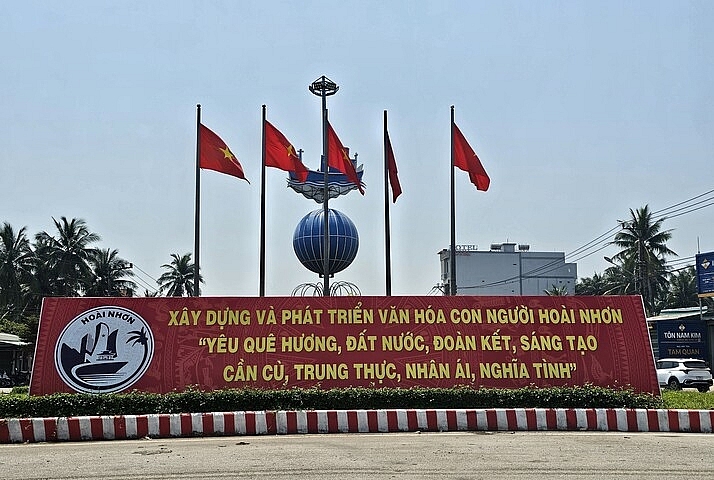 HOTEL
HOÀI NHƠN
XÂY DỰNG VÀ PHÁT TRIỂN VĂN HÓA CON NGƯỜI HOÀI NHƠN
“YÊU QUÊ HƯƠNG, ĐẤT NƯỚC, ĐOÀN KẾT, SÁNG TẠO
CẦN CÙ, TRUNG THỰC, NHÂN ÁI, NGHĨA TÌNH”
TÔN NAM KIM
TAM QUAN